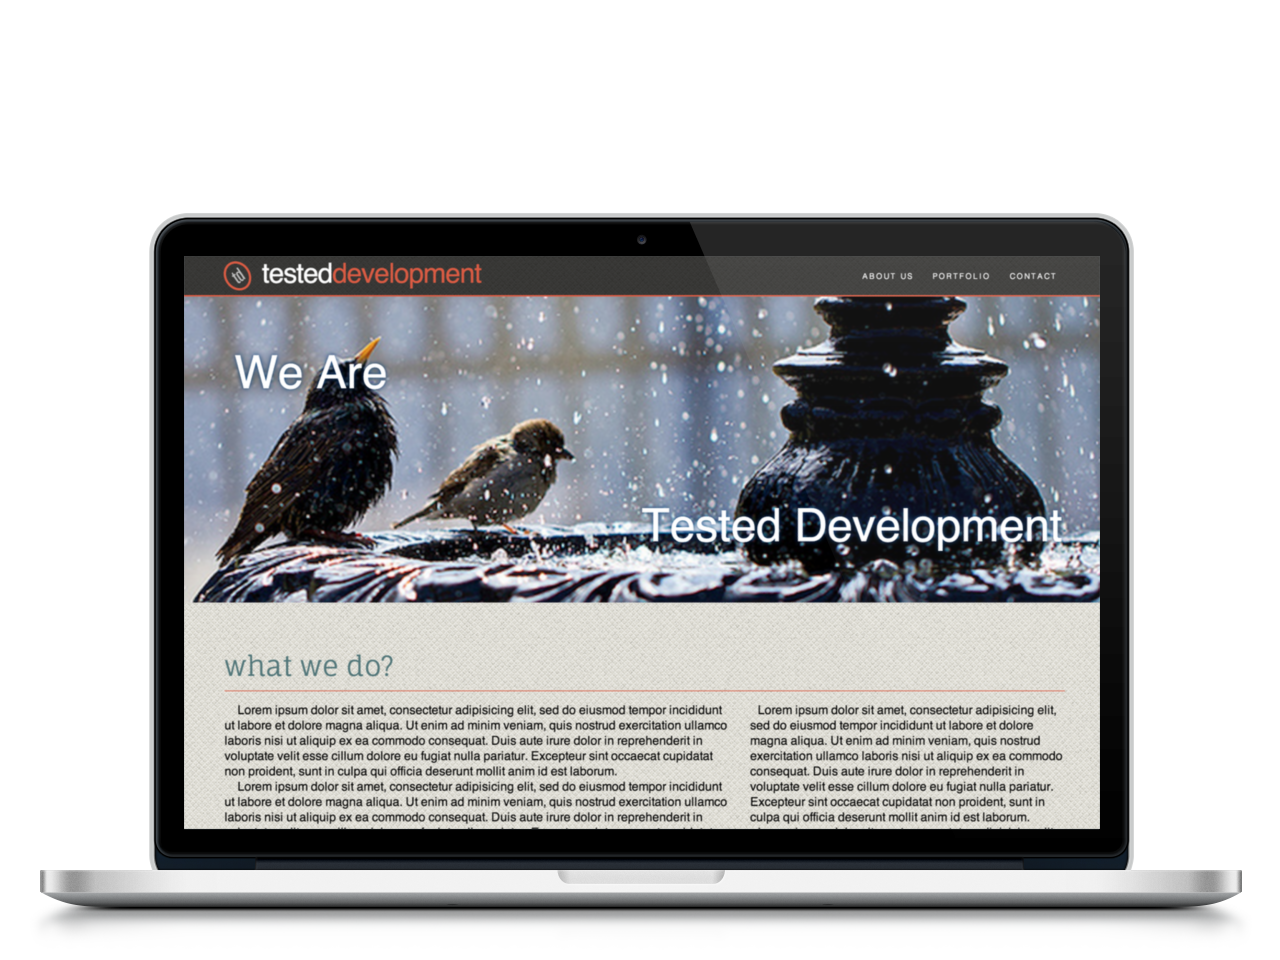 td testeddevelopment
ABOUT US PORTFOLIO CONTACT
We Are
Tested Development
what we do?
Lorem ipsum dolor sit amet, consectetur adipisicing elit, sed do eiusmod tempor incididunt
ut labore et dolore magna aliqua. Ut enim ad minim veniam, quis nostrud exercitation ullamco
laboris nisi ut aliquip ex ea commodo consequat. Duis aute irure dolor in reprehenderit in
voluptate velit esse cillum dolore eu fugiat nulla pariatur. Excepteur sint occaecat cupidatat
non proident, sunt in culpa qui officia deserunt mollit anim id est laborum.
Lorem ipsum dolor sit amet, consectetur adipisicing elit, sed do eiusmod tempor incididunt
ut labore et dolore magna aliqua. Ut enim ad minim veniam, quis nostrud exercitation ullamco
laboris nisi ut aliquip ex ea commodo consequat. Duis aute irure dolor in reprehenderit in
Lorem ipsum dolor sit amet, consectetur adipisicing elit,
sed do eiusmod tempor incididunt ut labore et dolore
magna aliqua. Ut enim ad minim veniam, quis nostrud
exercitation ullamco laboris nisi ut aliquip ex ea commodo
consequat. Duis aute irure dolor in reprehenderit in
voluptate velit esse cillum dolore eu fugiat nulla pariatur.
Excepteur sint occaecat cupidatat non proident, sunt in
culpa qui officia deserunt mollit anim id est laborum.